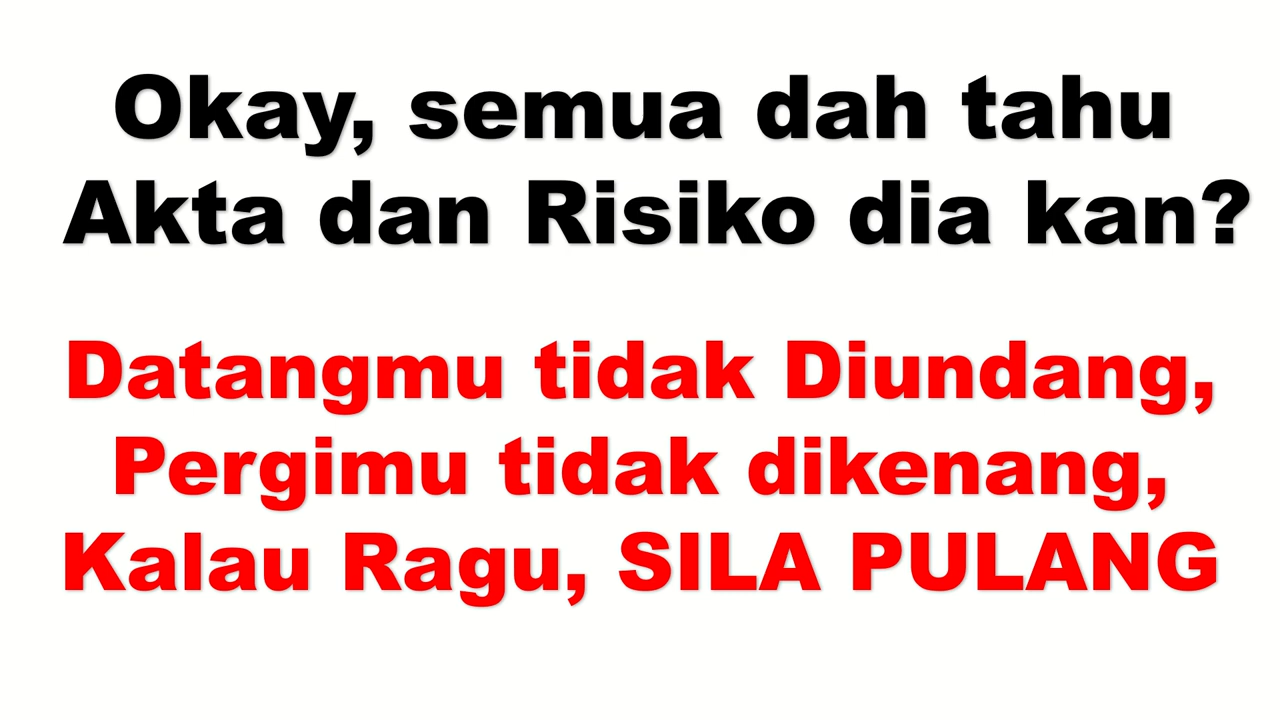 Okay, semua dah tahu
Akta dan Risiko dia kan?
Datangmu tidak Diundang,
Pergimu tidak dikenang,
Kalau Ragu, SILA PULANG